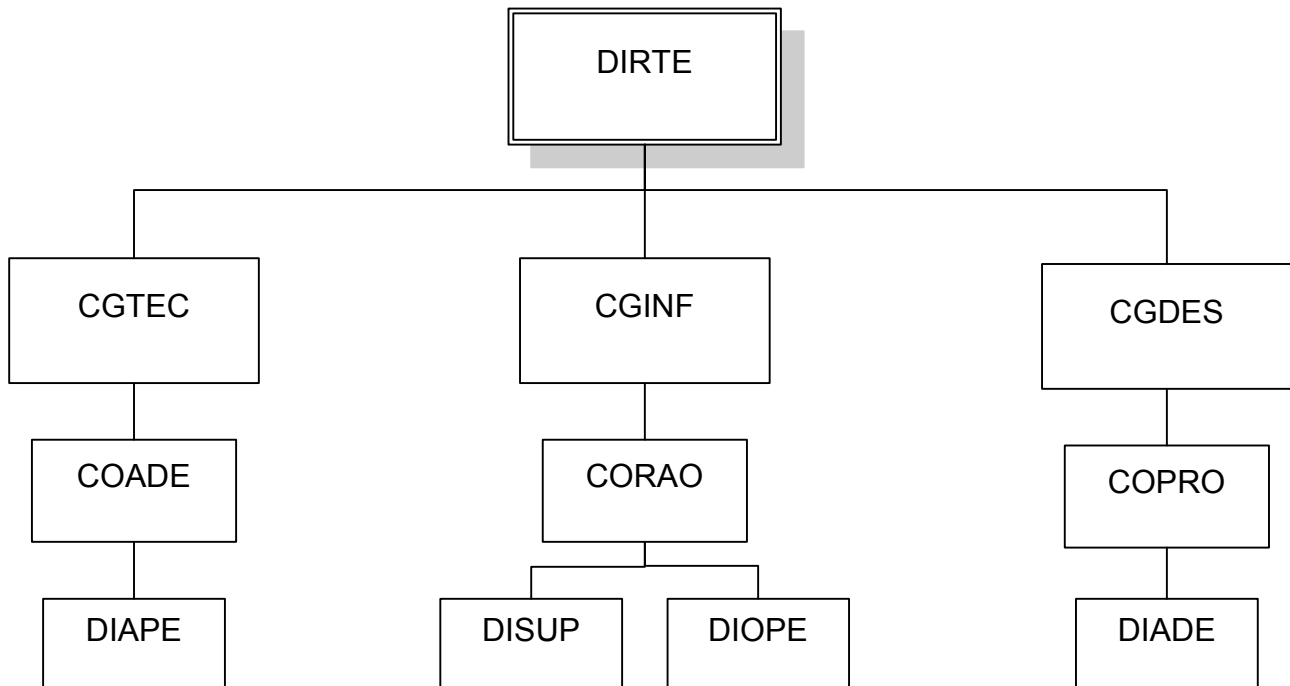 DIRTE
CGTEC
CGINF
CGDES
COADE
CORAO
COPRO
DIAPE
DISUP
DIOPE
DIADE